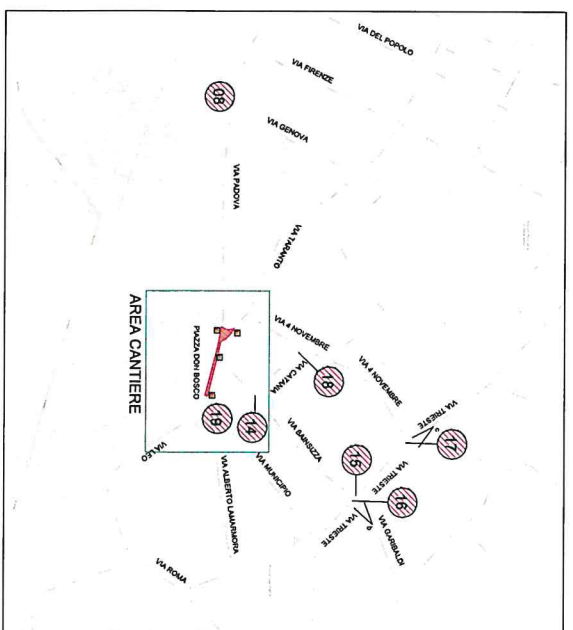 VIA DEL POPOLO
VIA FIRENZE
08
VIA GENOVA
VIA PADOVA
VIA TARANTO
AREA CANTIERE
PIAZZA DON BOSCO
VIA 4 NOVEMBRE
VIA CATANIA
18
VIA 4 NOVEMBRE
VIA TRIESTE
17
19
14
VIA BAINSIZZA
15
VIA TRIESTE
16
VIA TRIESTE
VIA GARIBALDI
VIA LEO
VIA ALBERTO LAMARMORA
VIA MUNICIPIO
VIA ROMA